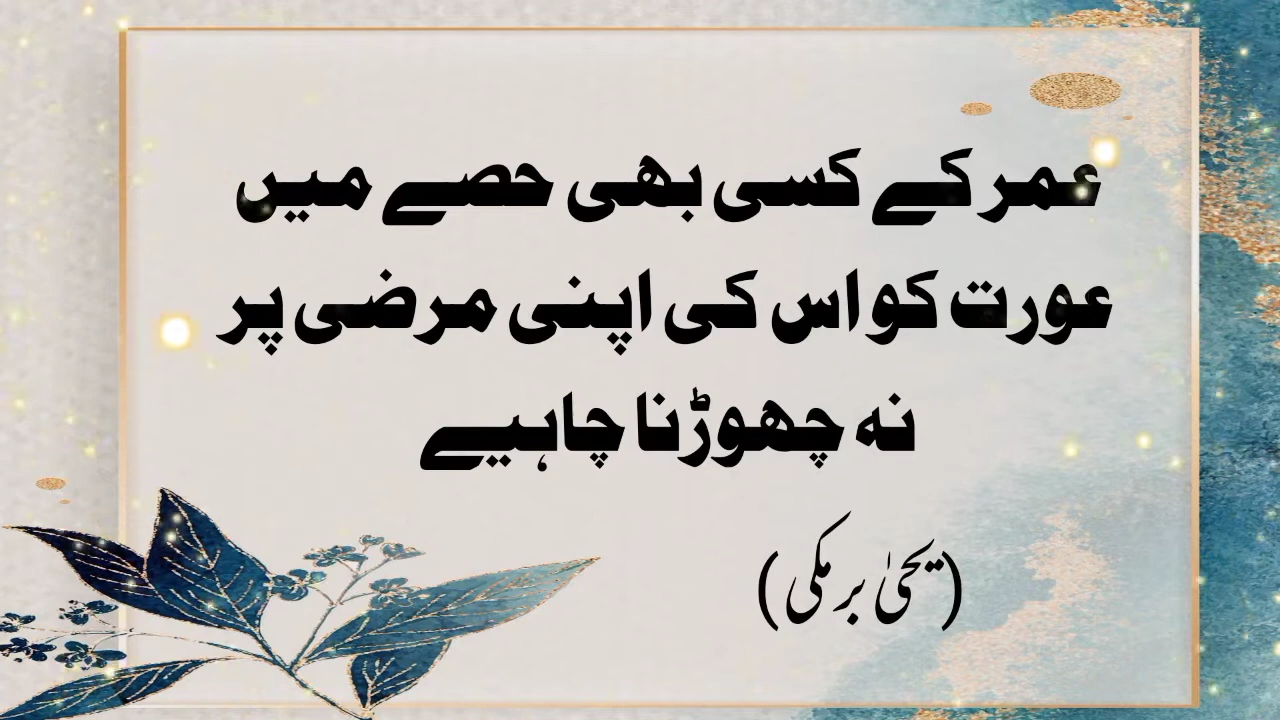 عمر کے کسی بھی حصے میں
عورت کو اس کی اپنی مرضی پر
نہ چھوڑنا چاہیے
(یحیٰ برمکی)